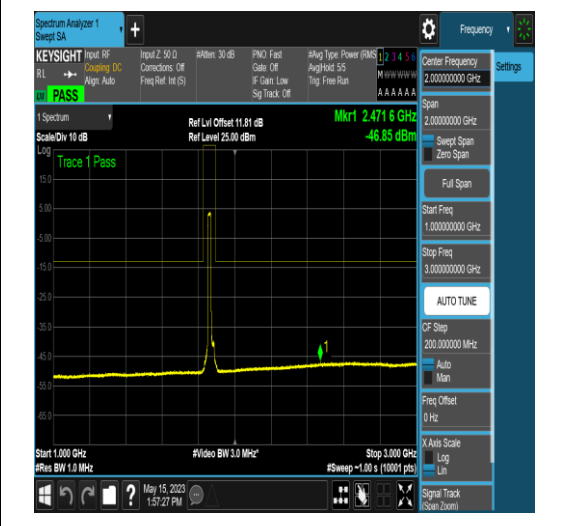 Spectrum Analyzer 1
Swept SA
Frequency
KEYSIGHT
RL
PASS
Input: RF
Coupling: DC
Align: Auto
Input Z: 50 Ω
Corrections: Off
Freq Ref: Int (S)
#Atten: 30 dB
PNO: Fast
Gate: Off
IF Gain: Low
Sig Track: Off
#Avg Type: Power (RMS
Avg|Hold: 5/5
Trig: Free Run
1 2 3 4 5 6
M W W W W W
A A A A A A
1 Spectrum
Scale/Div 10 dB
Log
Ref Lvl Offset 11.81 dB
Ref Level 25.00 dBm
Mkr1 2.471 6 GHz
-46.85 dBm
Trace 1 Pass
15.0
5.00
-5.00
-15.0
-25.0
-35.0
-45.0
-55.0
-65.0
1
Start 1.000 GHz
#Res BW 1.0 MHz
#Video BW 3.0 MHz*
Stop 3.000 GHz
#Sweep ~1.00 s (10001 pts)
May 15, 2023
1:57:27 PM
Center Frequency
2.000000000 GHz
Settings
Span
2.00000000 GHz
Swept Span
Zero Span
Full Span
Start Freq
1.000000000 GHz
Stop Freq
3.000000000 GHz
AUTO TUNE
CF Step
200.000000 MHz
Auto
Man
Freq Offset
0 Hz
X Axis Scale
Log
Lin
Signal Track
(Span Zoom)